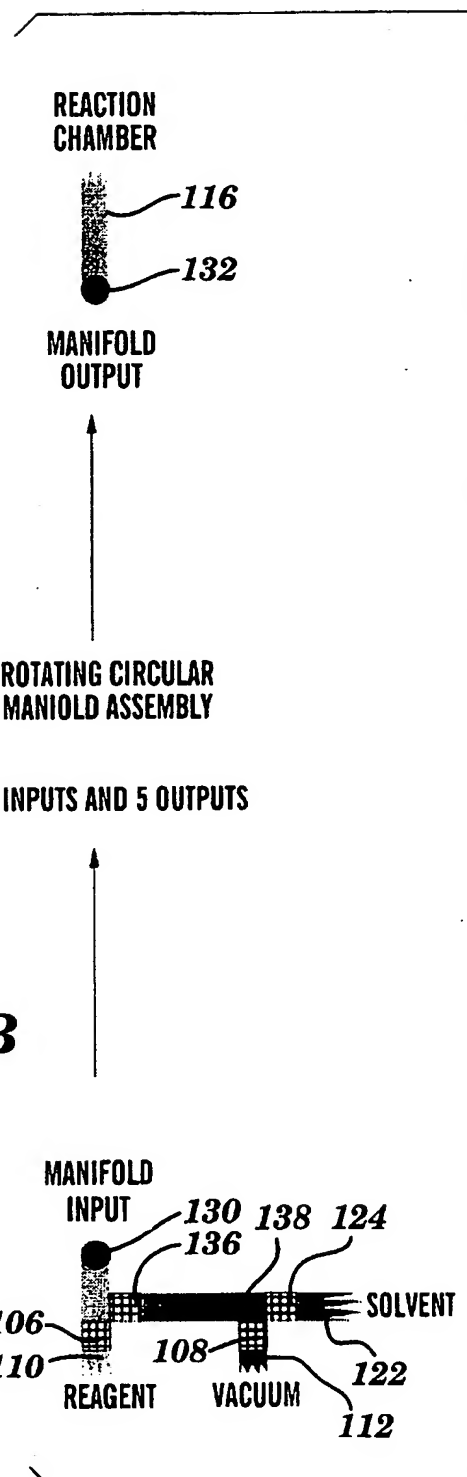 REACTION
CHAMBER
116
132
MANIFOLD
OUTPUT
ROTATING CIRCULAR
MANIOLD ASSEMBLY
INPUTS AND 5 OUTPUTS
MANIFOLD
INPUT
130 138 124
136
SOLVENT
106
108
122
110
REAGENT VACUUM
112